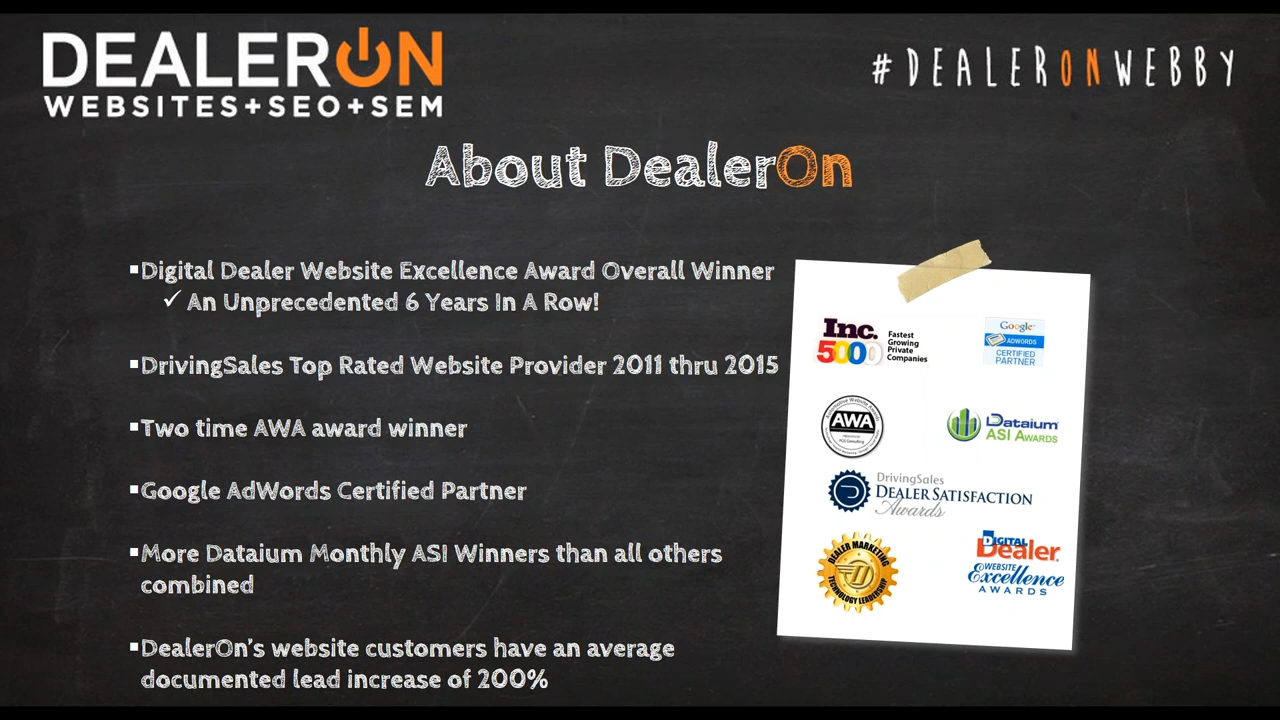 DEALERON
WEBSITES+SEO+SEM
#DEALERONWEBBY
About DealerOn
▪Digital Dealer Website Excellence Award Overall Winner
✓ An Unprecedented 6 Years In A Row!
▪DrivingSales Top Rated Website Provider 2011 thru 2015
▪Two time AWA award winner
▪Google AdWords Certified Partner
▪More Dataium Monthly ASI Winners than all others
combined
▪DealerOn's website customers have an average
documented lead increase of 200%
Inc.
5000
Fastest
Growing
Private
Companies
Google
ADWORDS
CERTIFIED
PARTNER
AWA
Dataium
ASI AWARDS
DrivingSales
DEALER SATISFACTION
Awards
DEALER MARKETING
TECHNOLOGY LEADERSHIP
DIGITAL
Dealer
WEBSITE
Excellence
AWARDS